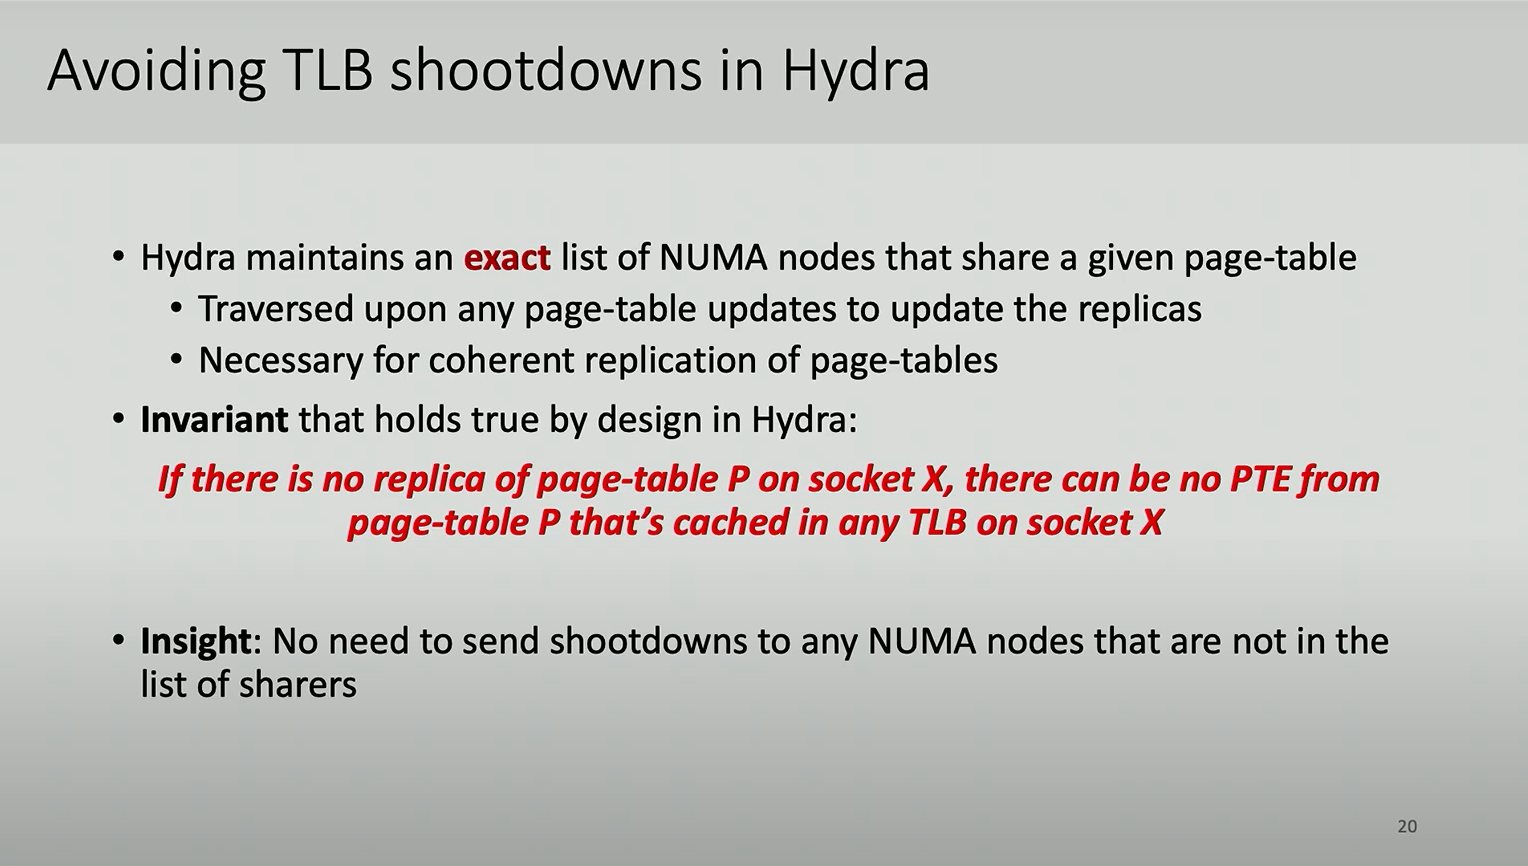 Avoiding TLB shootdowns in Hydra
• Hydra maintains an exact list of NUMA nodes that share a given page-table
• Traversed upon any page-table updates to update the replicas
• Necessary for coherent replication of page-tables
• Invariant that holds true by design in Hydra:
If there is no replica of page-table P on socket X, there can be no PTE from
page-table P that's cached in any TLB on socket X
• Insight: No need to send shootdowns to any NUMA nodes that are not in the
list of sharers
20